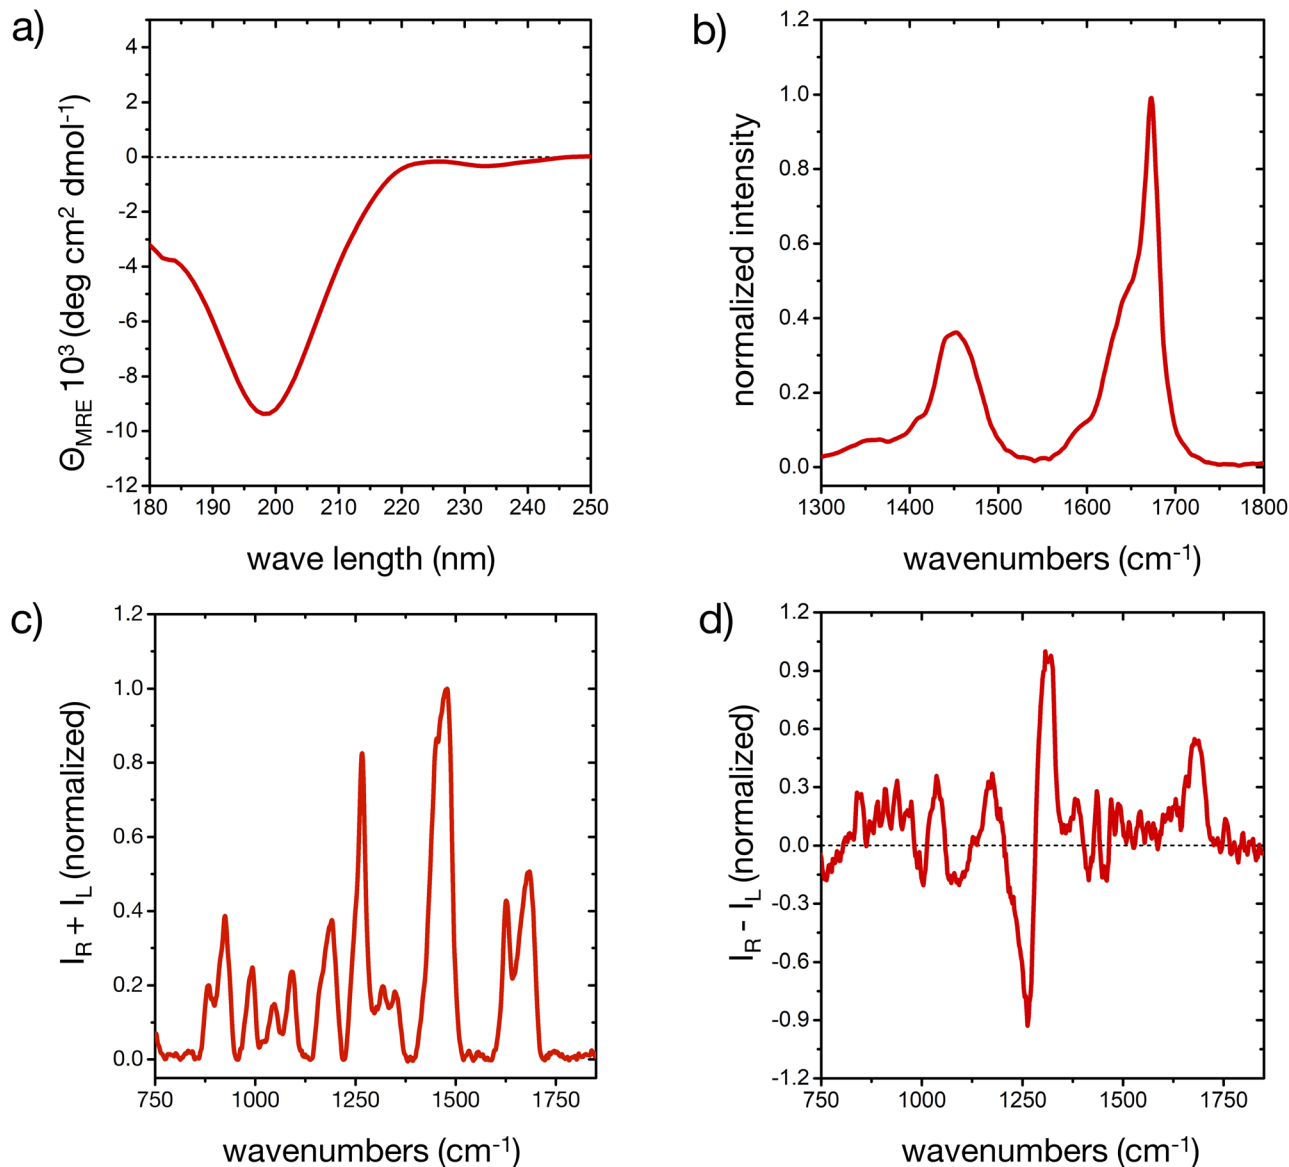 a)
4
2
0
-2
-4
-6
-8
-10
-12
Θ_MRE 10³ (deg cm² dmol⁻¹)
180 190 200 210 220 230 240 250
wave length (nm)
b)
1.2
1.0
0.8
0.6
0.4
0.2
0.0
normalized intensity
1300 1400 1500 1600 1700 1800
wavenumbers (cm⁻¹)
c)
1.2
1.0
0.8
0.6
0.4
0.2
0.0
I_R + I_L (normalized)
750 1000 1250 1500 1750
wavenumbers (cm⁻¹)
d)
1.2
0.9
0.6
0.3
0.0
-0.3
-0.6
-0.9
-1.2
I_R - I_L (normalized)
750 1000 1250 1500 1750
wavenumbers (cm⁻¹)